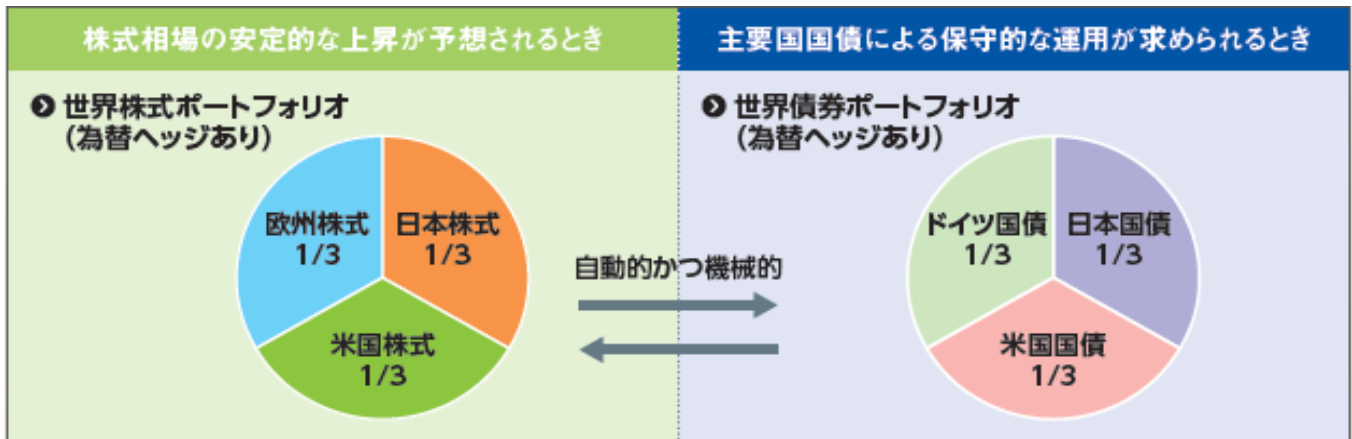 株式相場の安定的な上昇が予想されるとき
世界株式ポートフォリオ
(為替ヘッジあり)
欧州株式
1/3
日本株式
1/3
米国株式
1/3
自動的かつ機械的
主要国国債による保守的な運用が求められるとき
世界債券ポートフォリオ
(為替ヘッジあり)
ドイツ国債
1/3
日本国債
1/3
米国国債
1/3